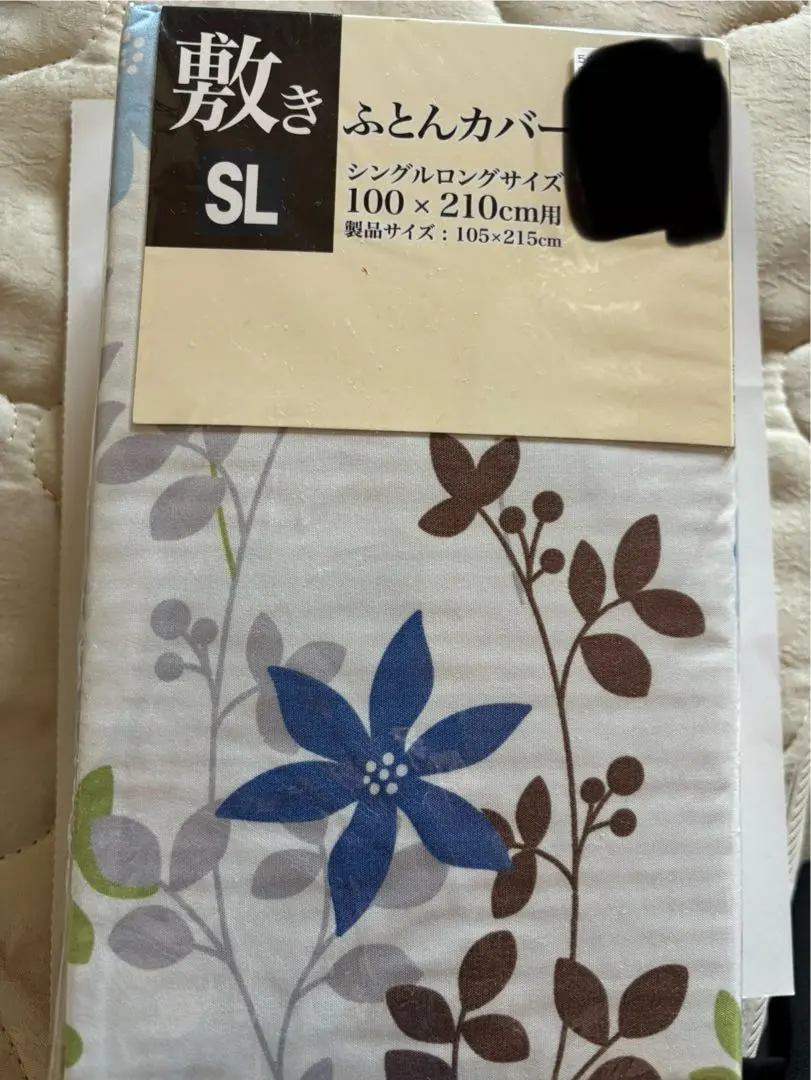 敷き
SL
ふとんカバー
シングルロングサイズ
100 × 210cm用
製品サイズ：105×215cm